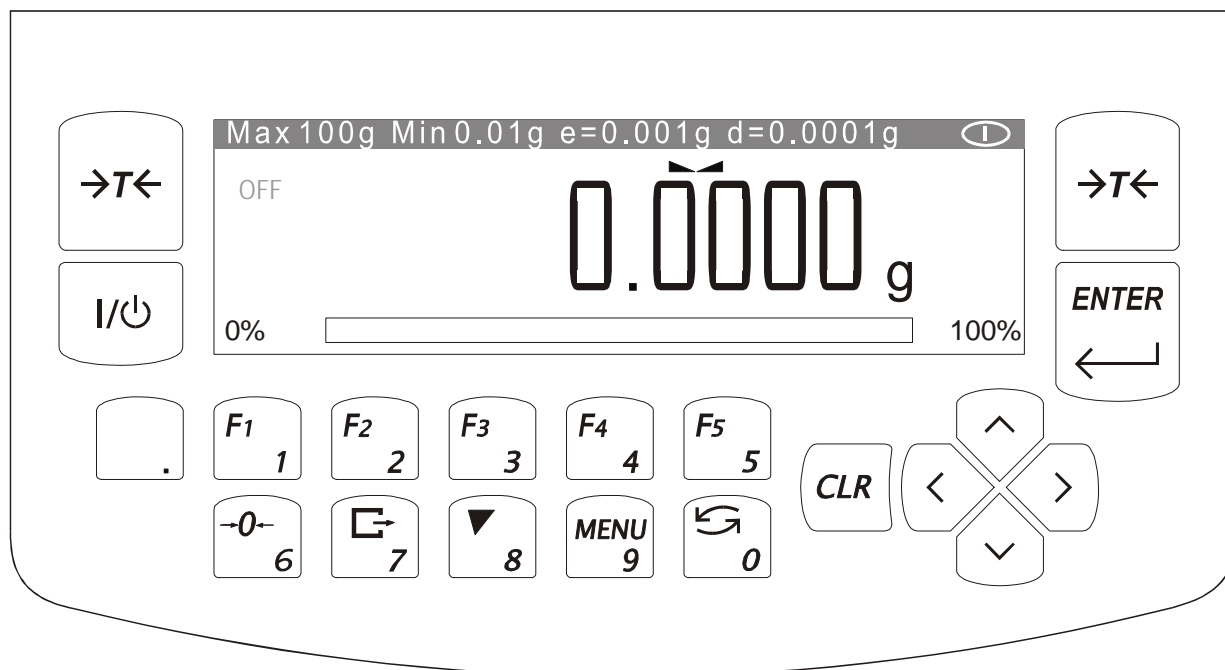 Max 100g Min 0.01g e=0.001g d=0.0001g
→T←
OFF
0.0000 g
→T←
I/⏻
0% 100%
ENTER
.
F1 1
F2 2
F3 3
F4 4
F5 5
CLR
→0← 6
7
8
MENU 9
0